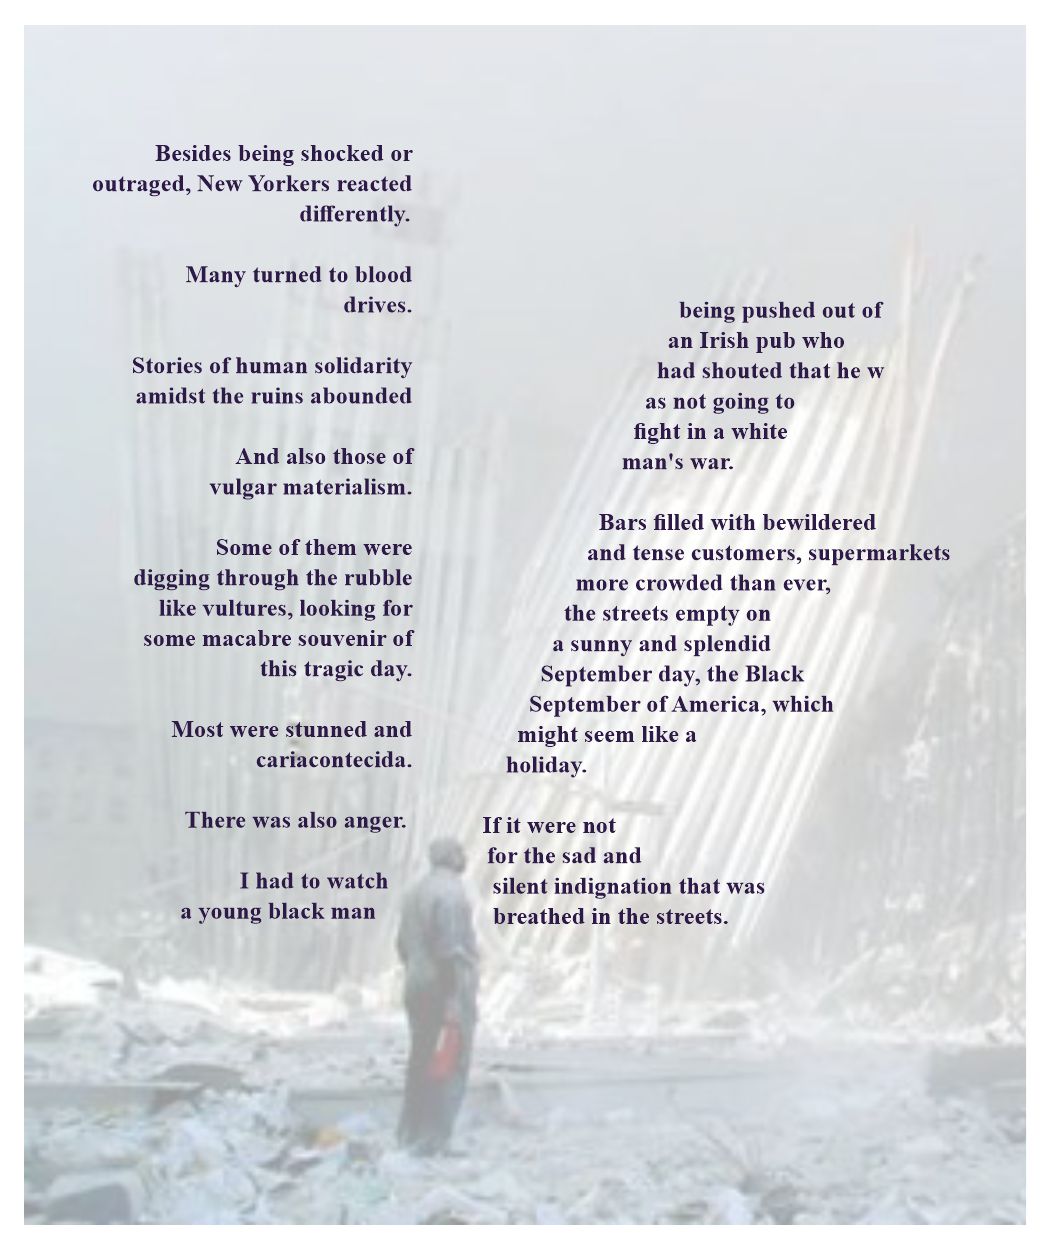 Besides being shocked or
outraged, New Yorkers reacted
differently.
Many turned to blood
drives.
Stories of human solidarity
amidst the ruins abounded
And also those of
vulgar materialism.
Some of them were
digging through the rubble
like vultures, looking for
some macabre souvenir of
this tragic day.
Most were stunned and
cariacontecida.
There was also anger.
I had to watch
a young black man
being pushed out of
an Irish pub who
had shouted that he w
as not going to
fight in a white
man's war.
Bars filled with bewildered
and tense customers, supermarkets
more crowded than ever,
the streets empty on
a sunny and splendid
September day, the Black
September of America, which
might seem like a
holiday.
If it were not
for the sad and
silent indignation that was
breathed in the streets.